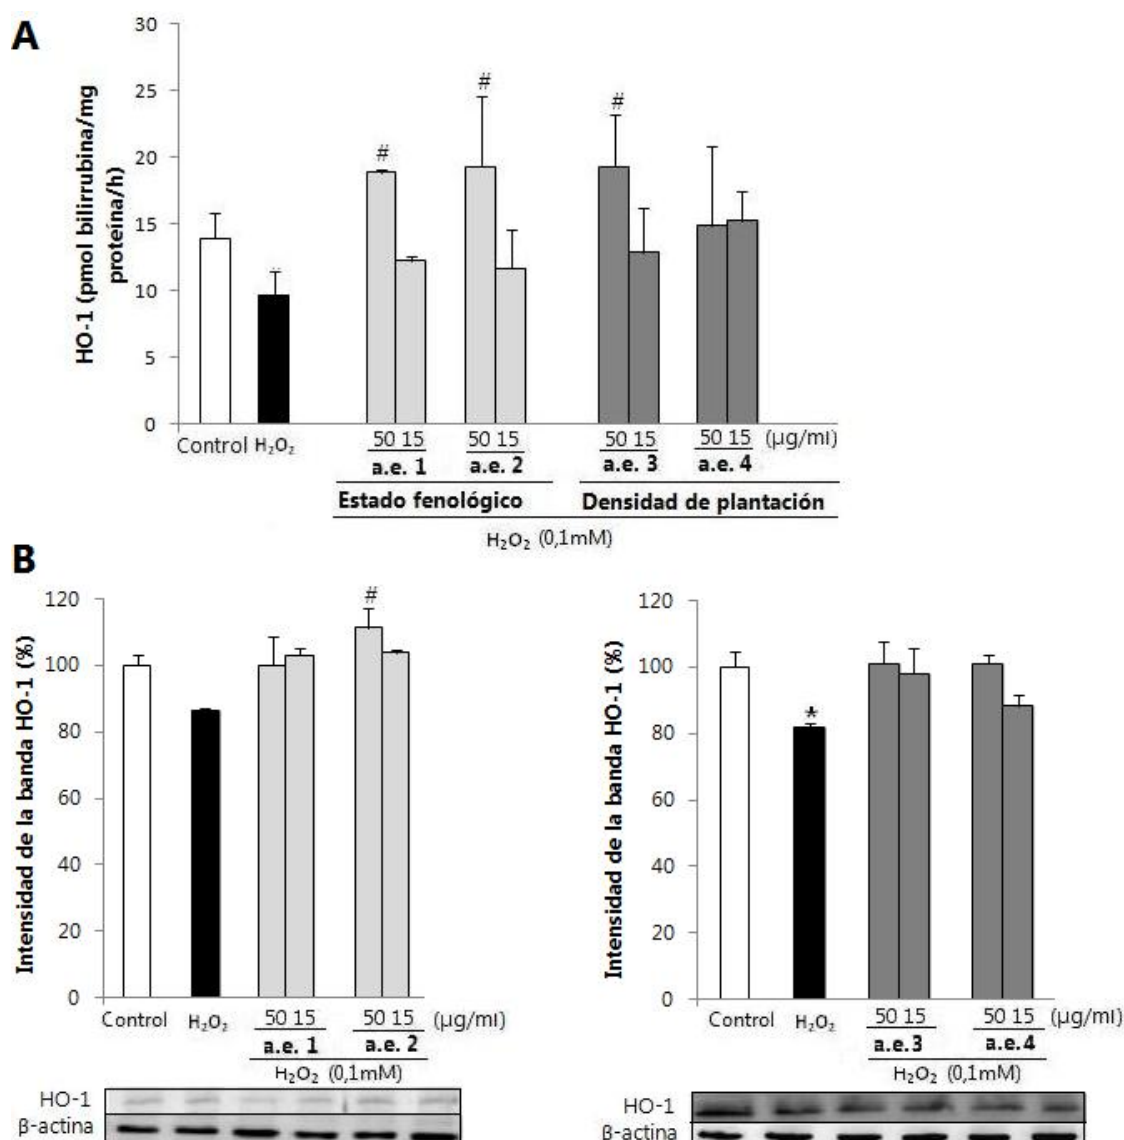 A
30
25
20
15
10
5
0
HO-1 (pmol bilirrubina/mg
proteína/h)
#
#
#
Control H₂O₂
50 15 50 15 50 15 50 15 (µg/ml)
a.e. 1 a.e. 2 a.e. 3 a.e. 4
Estado fenológico Densidad de plantación
H₂O₂ (0,1mM)
B
Intensidad de la banda HO-1 (%)
120
100
80
60
40
20
0
#
Control H₂O₂ 50 15 50 15 (µg/ml)
a.e. 1 a.e. 2
H₂O₂ (0,1mM)
HO-1
β-actina
Intensidad de la banda HO-1 (%)
120
100
80
60
40
20
0
*
Control H₂O₂ 50 15 50 15 (µg/ml)
a.e.3 a.e.4
H₂O₂ (0,1mM)
HO-1
β-actina